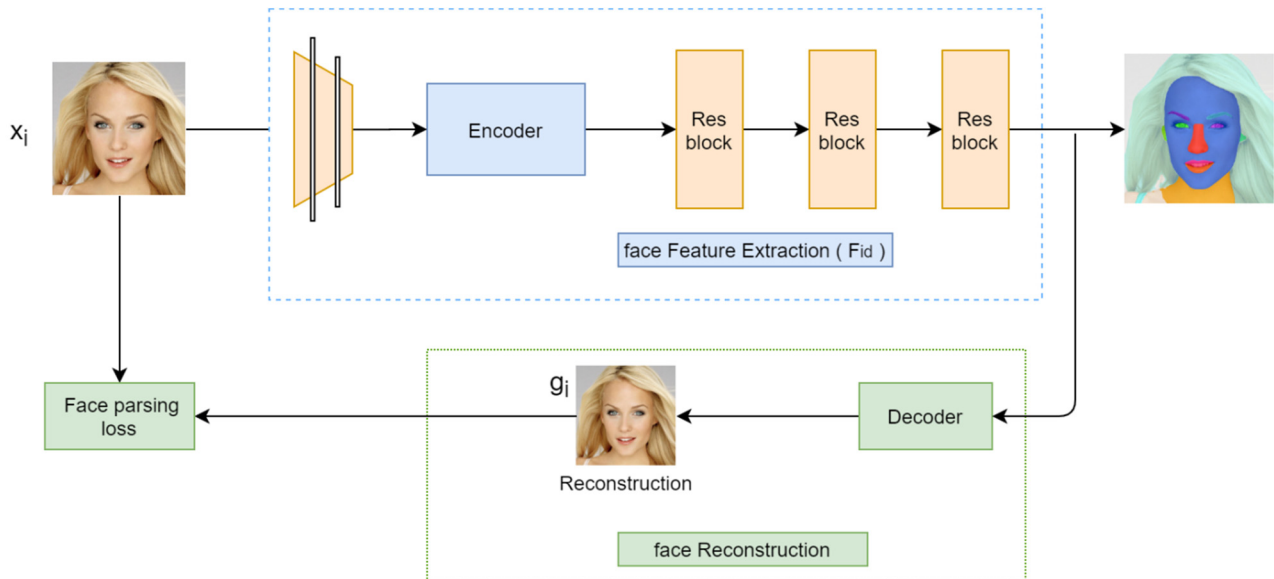 xi
Encoder
Res
block
Res
block
Res
block
face Feature Extraction ( Fid )
Face parsing
loss
gi
Decoder
Reconstruction
face Reconstruction